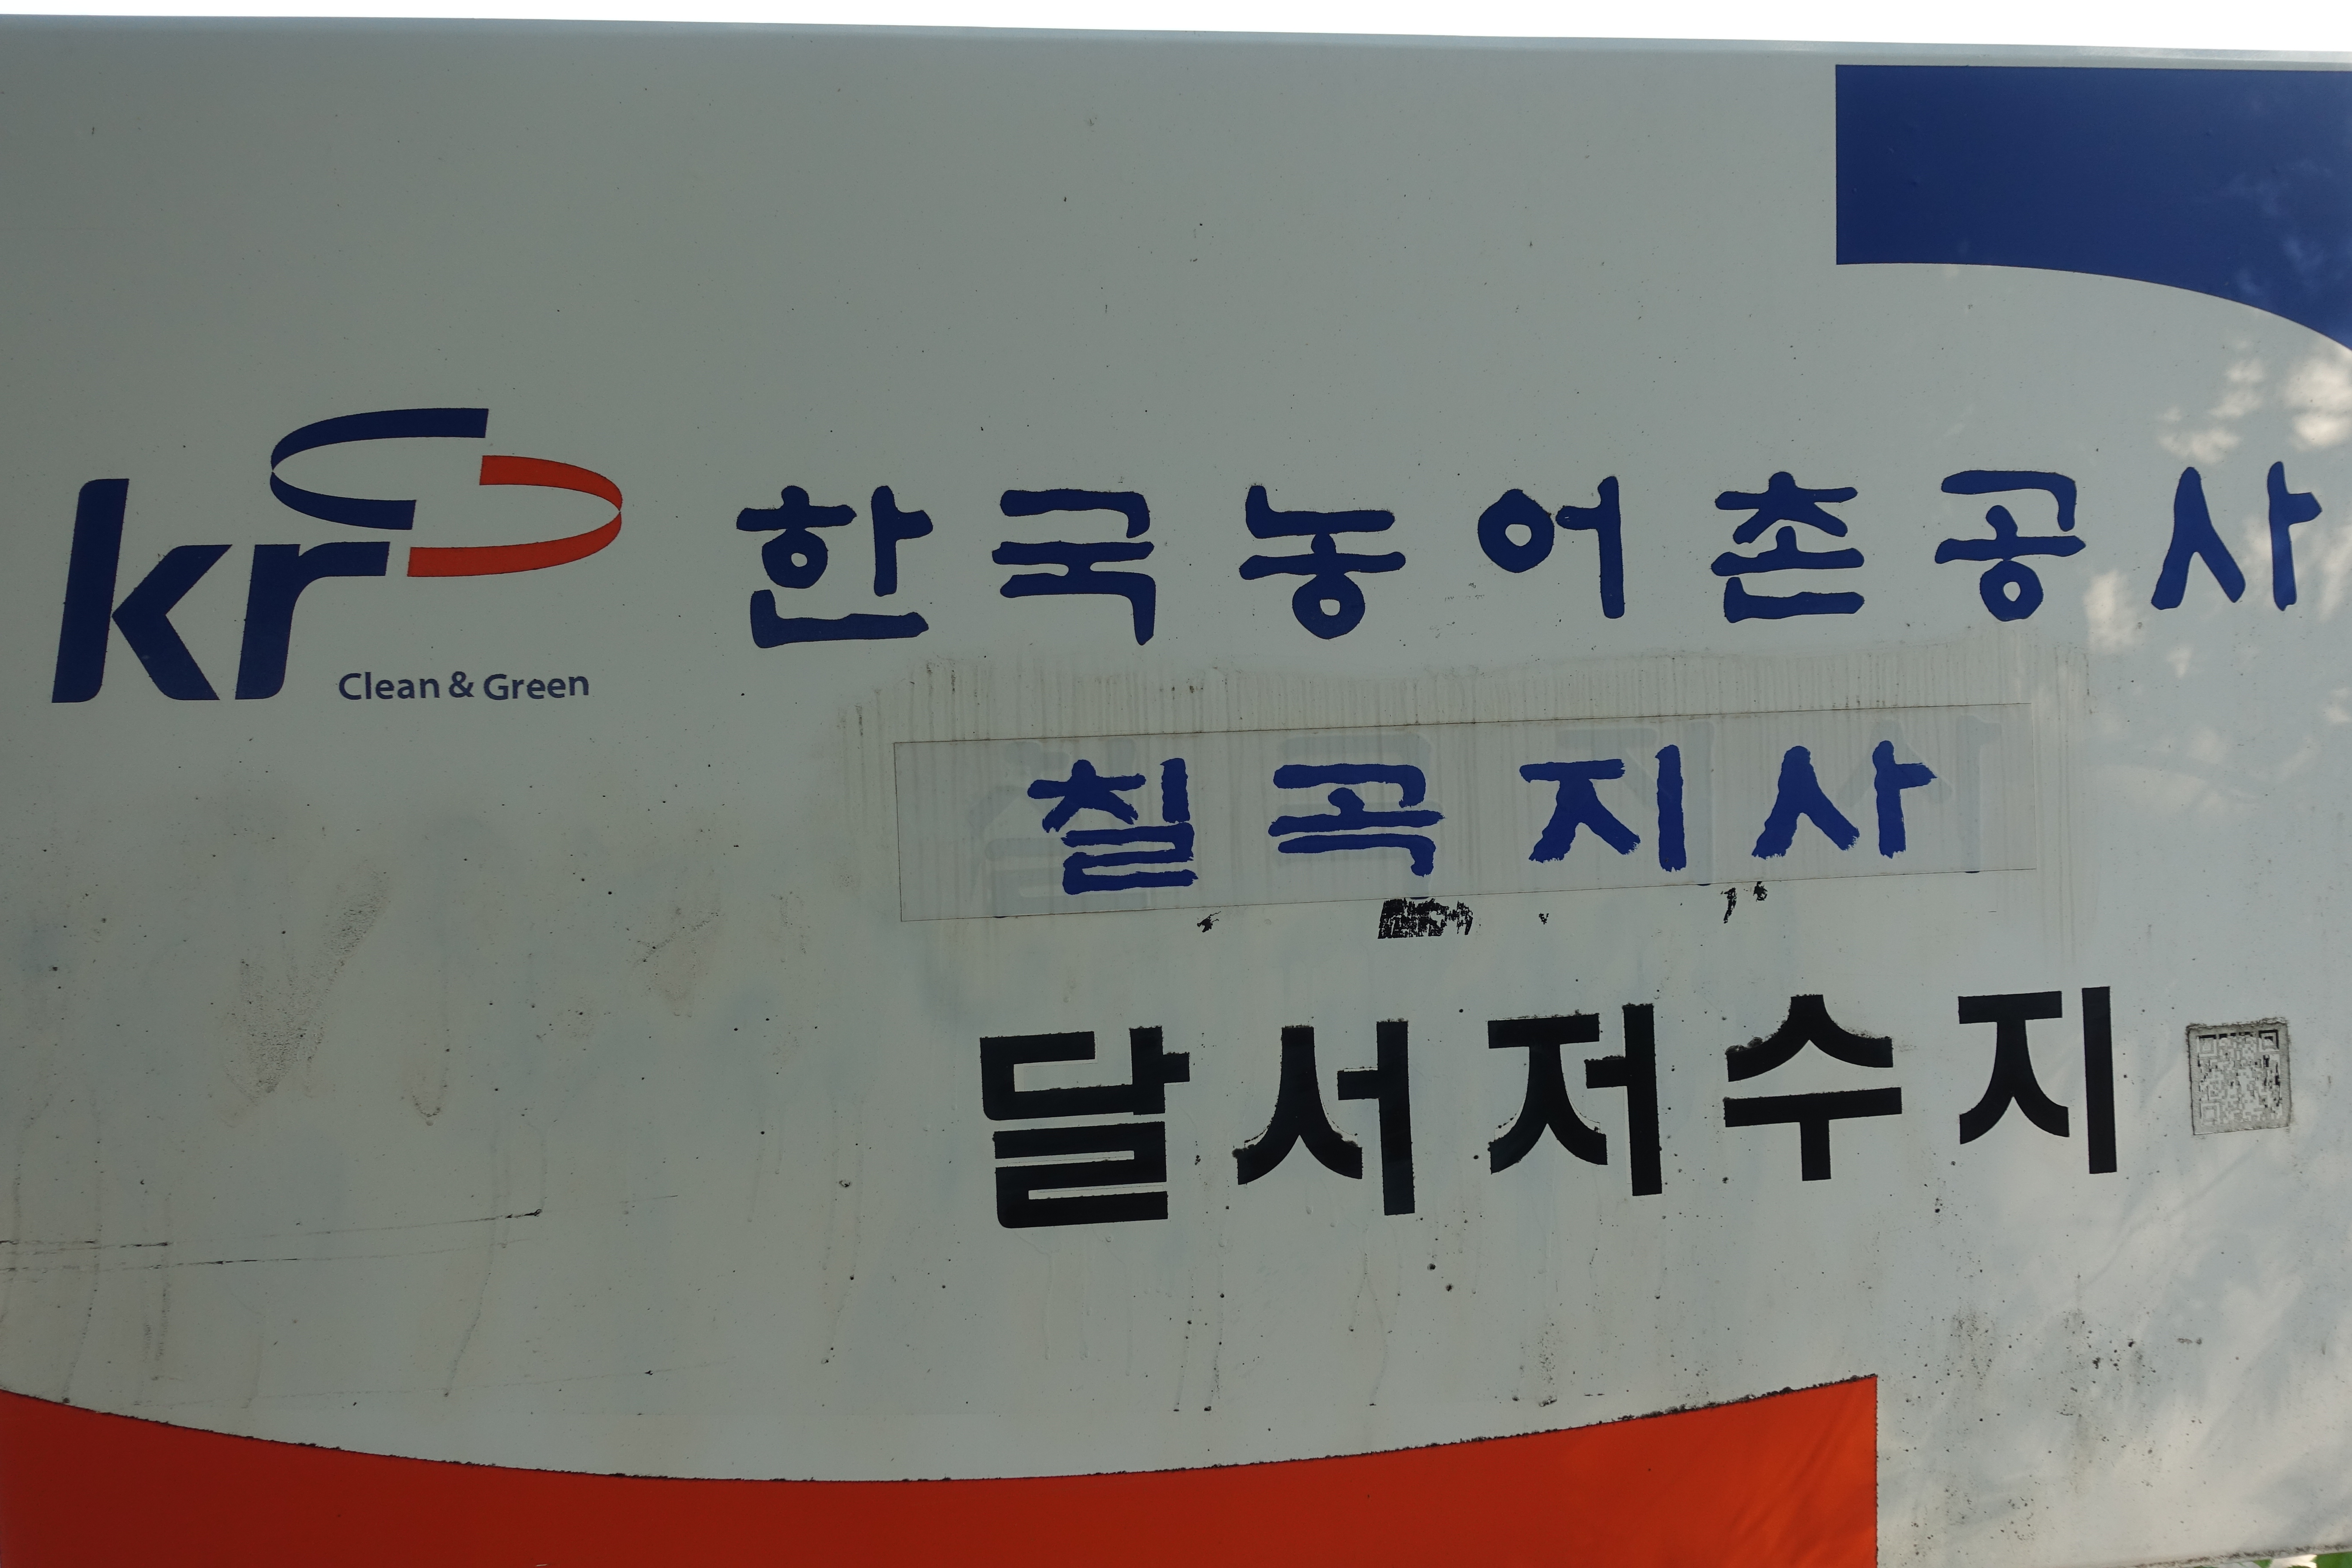 kr
Clean & Green
한국농어촌공사
칠곡지사
달서저수지